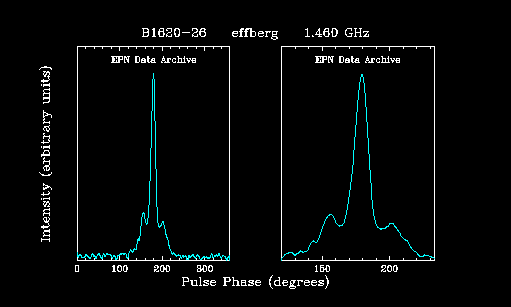 B1620-26 effberg 1.460 GHz
EPN Data Archive EPN Data Archive
Intensity (arbitrary units)
0 100 200 300 160 200
Pulse Phase (degrees)